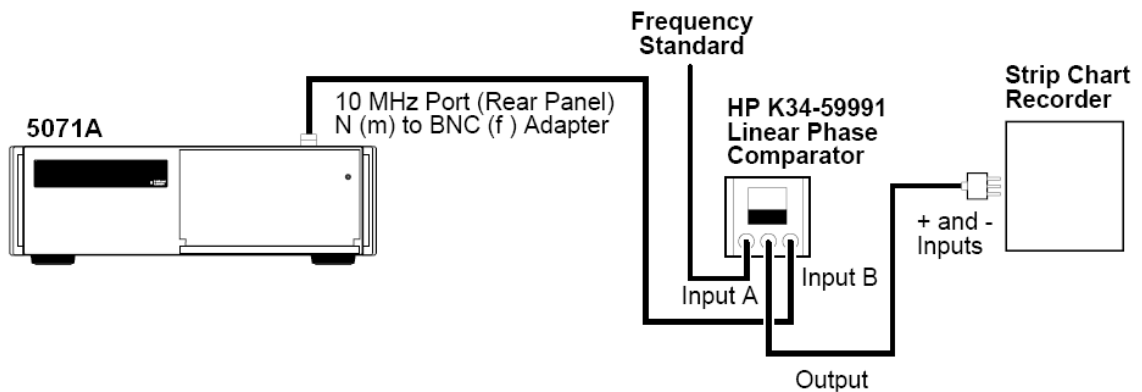 Frequency
Standard
Strip Chart
Recorder
10 MHz Port (Rear Panel)
N (m) to BNC (f ) Adapter
HP K34-59991
Linear Phase
Comparator
5071A
+ and -
Inputs
Input A
Input B
Output